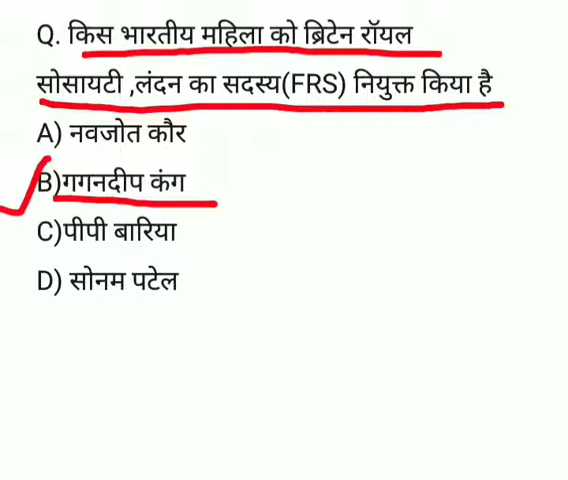 Q. किस भारतीय महिला को ब्रिटेन रॉयल
सोसायटी ,लंदन का सदस्य(FRS) नियुक्त किया है
A) नवजोत कौर
B)गगनदीप कंग
C)पीपी बारिया
D) सोनम पटेल